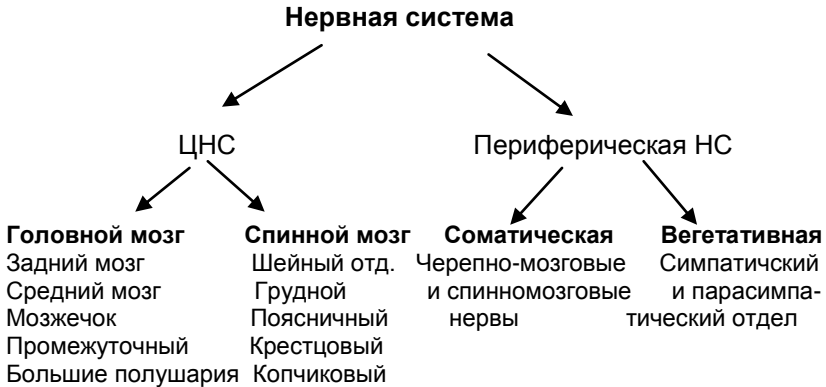 Нервная система
ЦНС Периферическая НС
Головной мозг Спинной мозг Соматическая Вегетативная
Задний мозг Шейный отд. Черепно-мозговые Симпатичский
Средний мозг Грудной и спинномозговые и парасимпа-
Мозжечок Поясничный нервы тический отдел
Промежуточный Крестцовый
Большие полушария Копчиковый